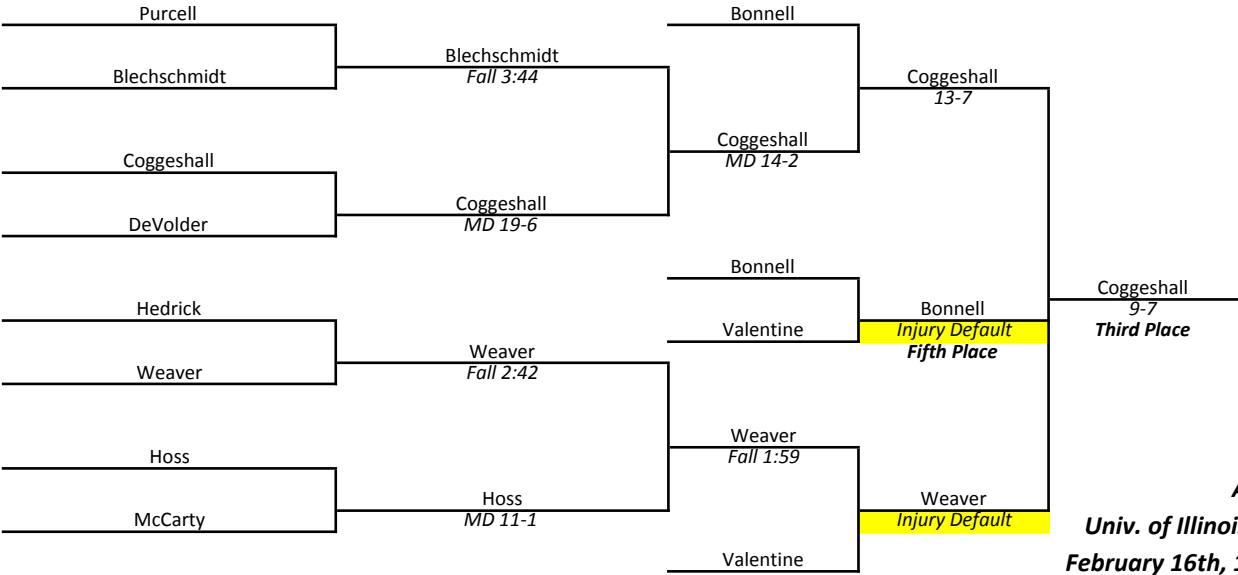 Purcell
Bonnell
Blechschmidt
Fall 3:44
Blechschmidt
Coggeshall
13-7
Coggeshall
MD 14-2
Coggeshall
Coggeshall
MD 19-6
DeVolder
Bonnell
Coggeshall
9-7
Third Place
Hedrick
Bonnell
Injury Default
Fifth Place
Valentine
Weaver
Fall 2:42
Weaver
Weaver
Fall 1:59
Hoss
Hoss
MD 11-1
Weaver
Injury Default
McCarty
Valentine
Univ. of Illinoi
February 16th, 1